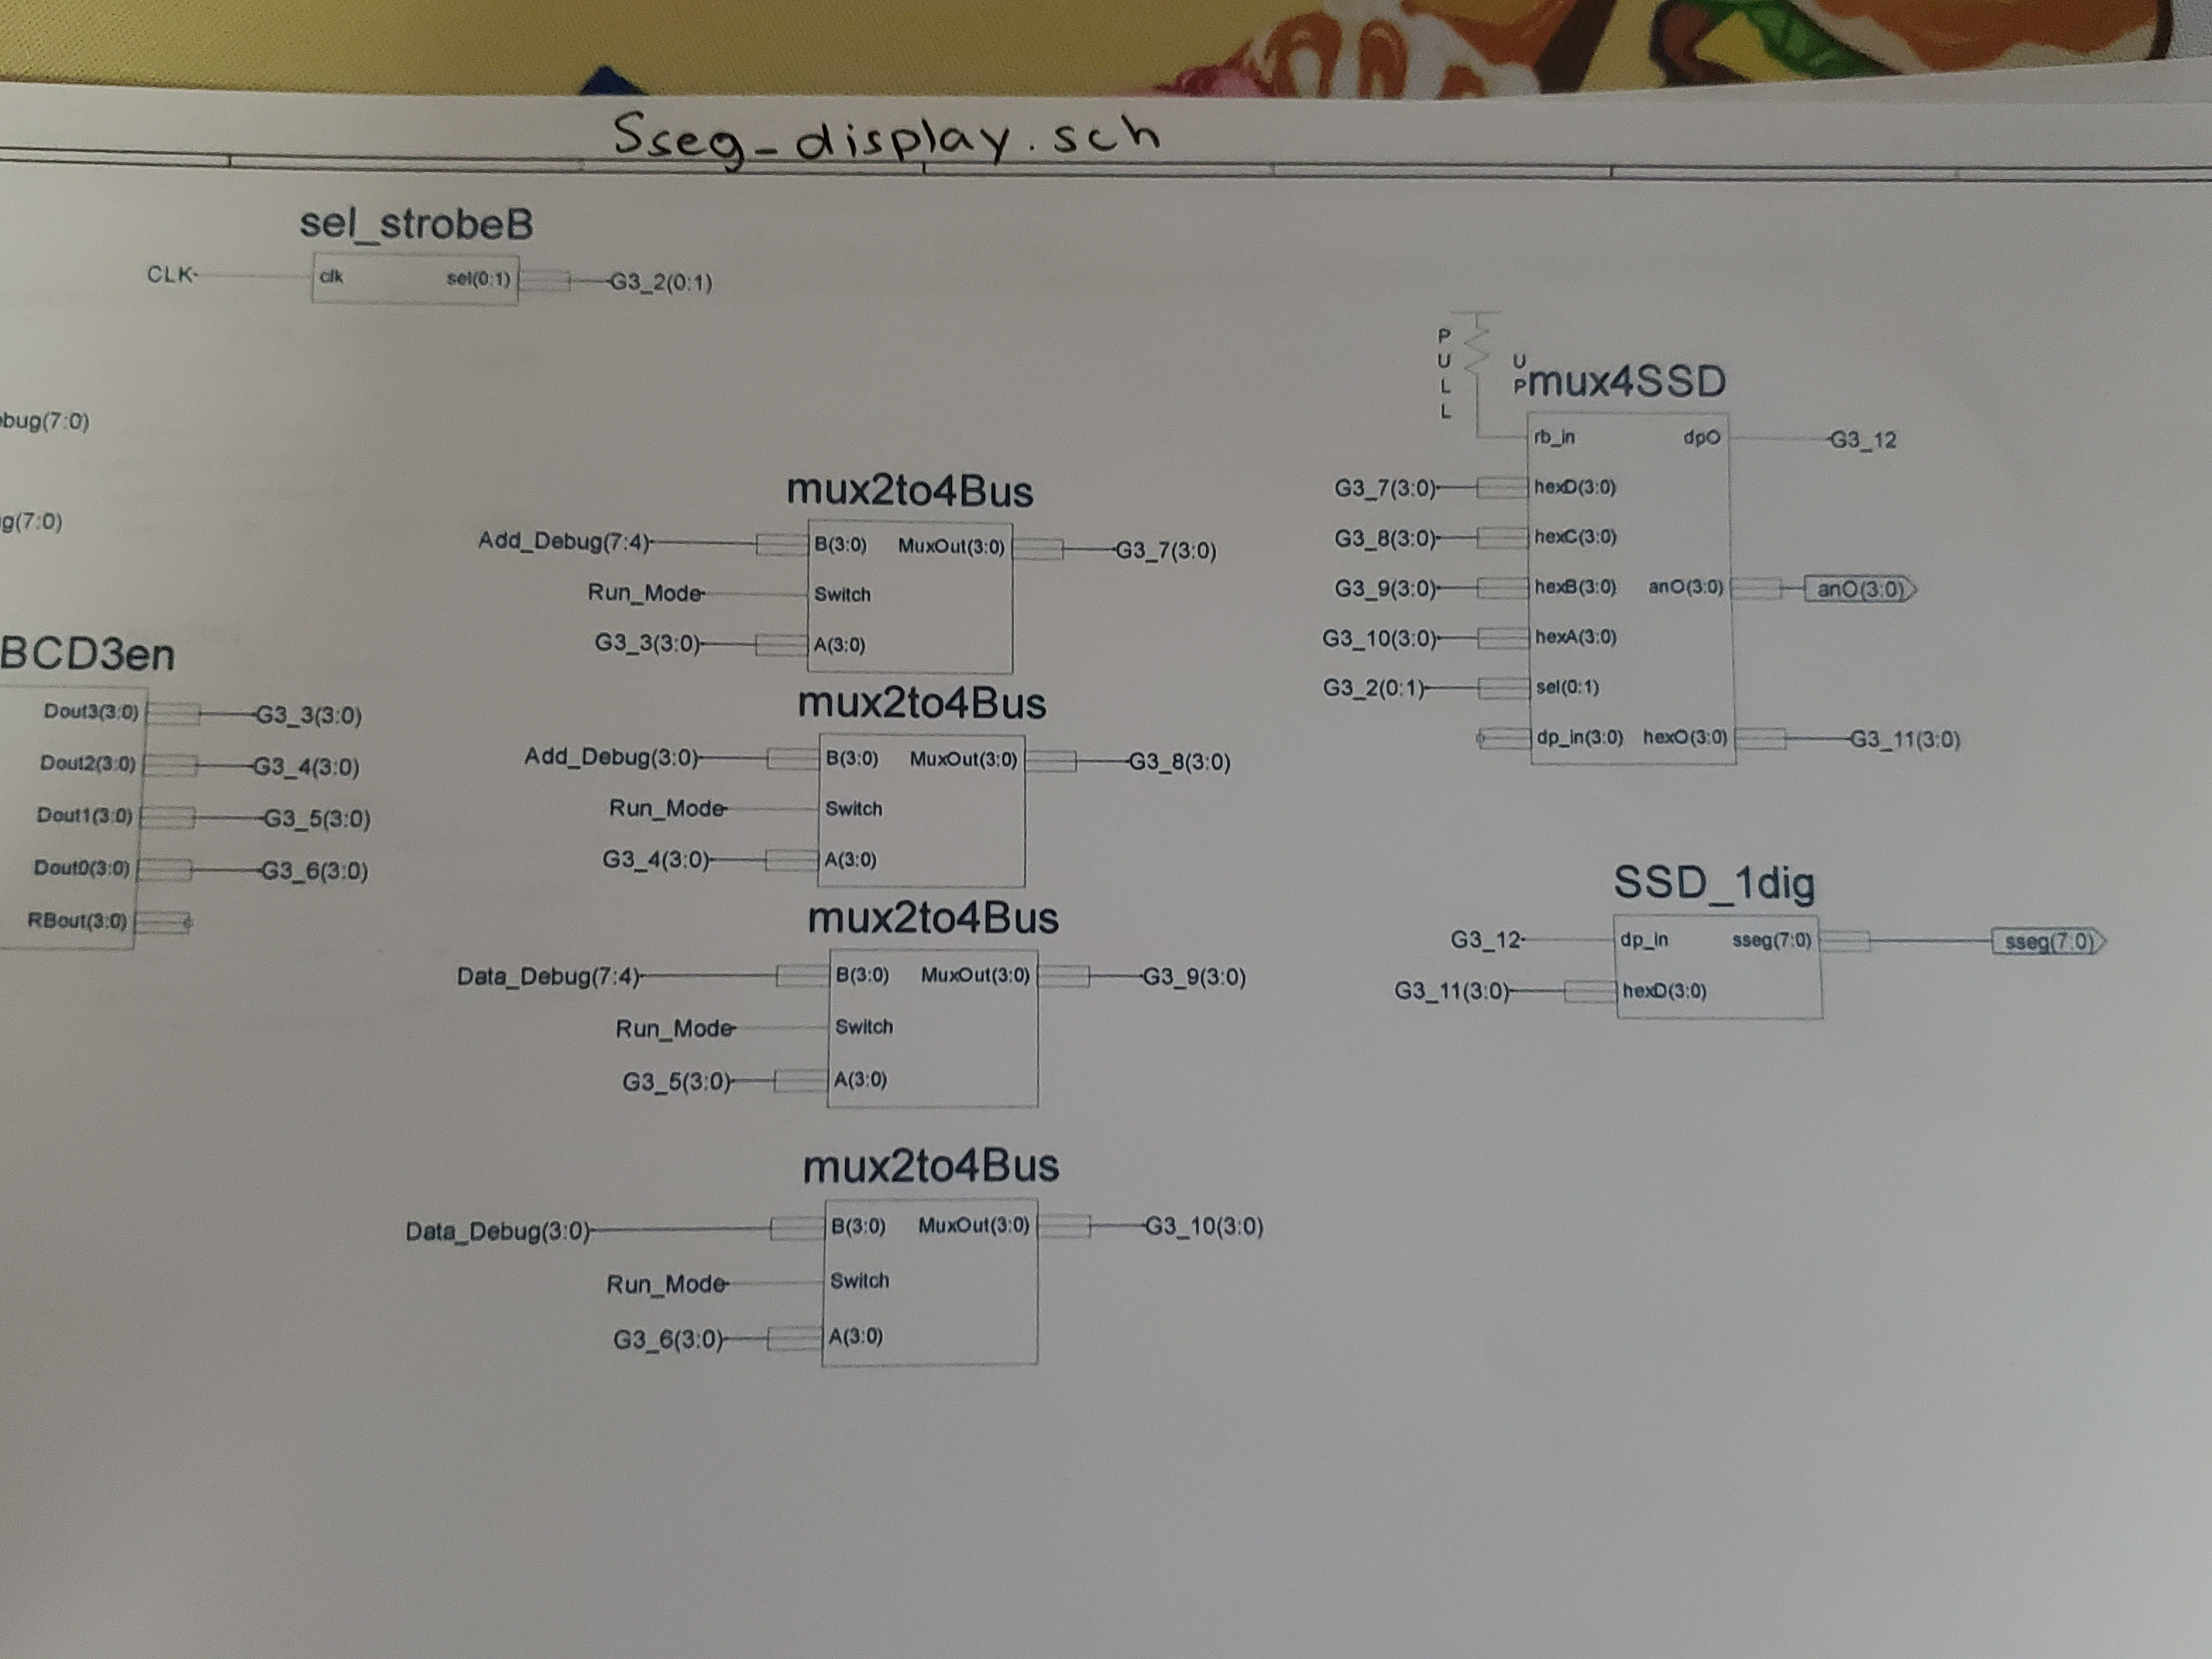 Sseg_display.sch
sel_strobeB
CLK clk sel(0:1) G3_2(0:1)
bug(7:0)
g(7:0)
BCD3en
Dout3(3:0) G3_3(3:0)
Dout2(3:0) G3_4(3:0)
Dout1(3:0) G3_5(3:0)
Dout0(3:0) G3_6(3:0)
RBout(3:0)
mux2to4Bus
Add_Debug(7:4) B(3:0) MuxOut(3:0) G3_7(3:0)
Run_Mode Switch
G3_3(3:0) A(3:0)
mux2to4Bus
Add_Debug(3:0) B(3:0) MuxOut(3:0) G3_8(3:0)
Run_Mode Switch
G3_4(3:0) A(3:0)
mux2to4Bus
Data_Debug(7:4) B(3:0) MuxOut(3:0) G3_9(3:0)
Run_Mode Switch
G3_5(3:0) A(3:0)
mux2to4Bus
Data_Debug(3:0) B(3:0) MuxOut(3:0) G3_10(3:0)
Run_Mode Switch
G3_6(3:0) A(3:0)
PULL UP
mux4SSD
rb_in dpO G3_12
G3_7(3:0) hexD(3:0)
G3_8(3:0) hexC(3:0)
G3_9(3:0) hexB(3:0) anO(3:0) anO(3:0)
G3_10(3:0) hexA(3:0)
G3_2(0:1) sel(0:1)
dp_in(3:0) hexO(3:0) G3_11(3:0)
SSD_1dig
G3_12 dp_in sseg(7:0) sseg(7:0)
G3_11(3:0) hexD(3:0)